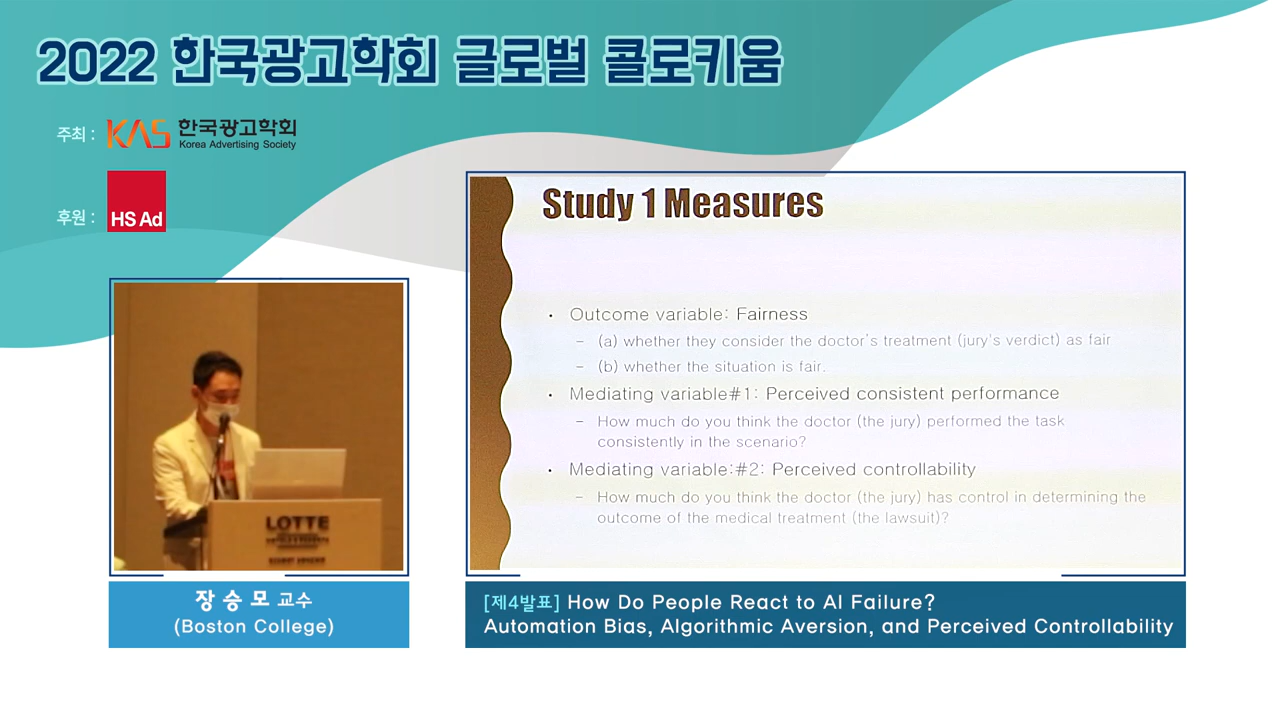 2022 한국광고학회 글로벌 콜로키움
주최 :
KAS 한국광고학회
Korea Advertising Society
후원 :
HS Ad
Study 1 Measures
• Outcome variable: Fairness
– (a) whether they consider the doctor's treatment (jury's verdict) as fair
– (b) whether the situation is fair.
• Mediating variable#1: Perceived consistent performance
– How much do you think the doctor (the jury) performed the task
consistently in the scenario?
• Mediating variable:#2: Perceived controllability
– How much do you think the doctor (the jury) has control in determining the
outcome of the medical treatment (the lawsuit)?
LOTTE
장 승 모 교수
(Boston College)
[제4발표] How Do People React to AI Failure?
Automation Bias, Algorithmic Aversion, and Perceived Controllability